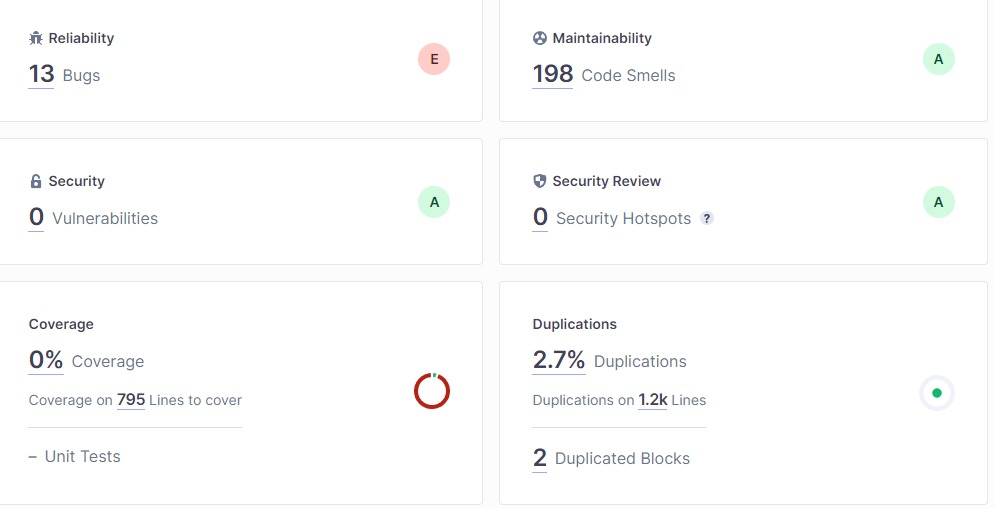 Reliability
13 Bugs
E
Maintainability
198 Code Smells
A
Security
0 Vulnerabilities
A
Security Review
0 Security Hotspots ?
A
Coverage
0% Coverage
Coverage on 795 Lines to cover
– Unit Tests
Duplications
2.7% Duplications
Duplications on 1.2k Lines
2 Duplicated Blocks